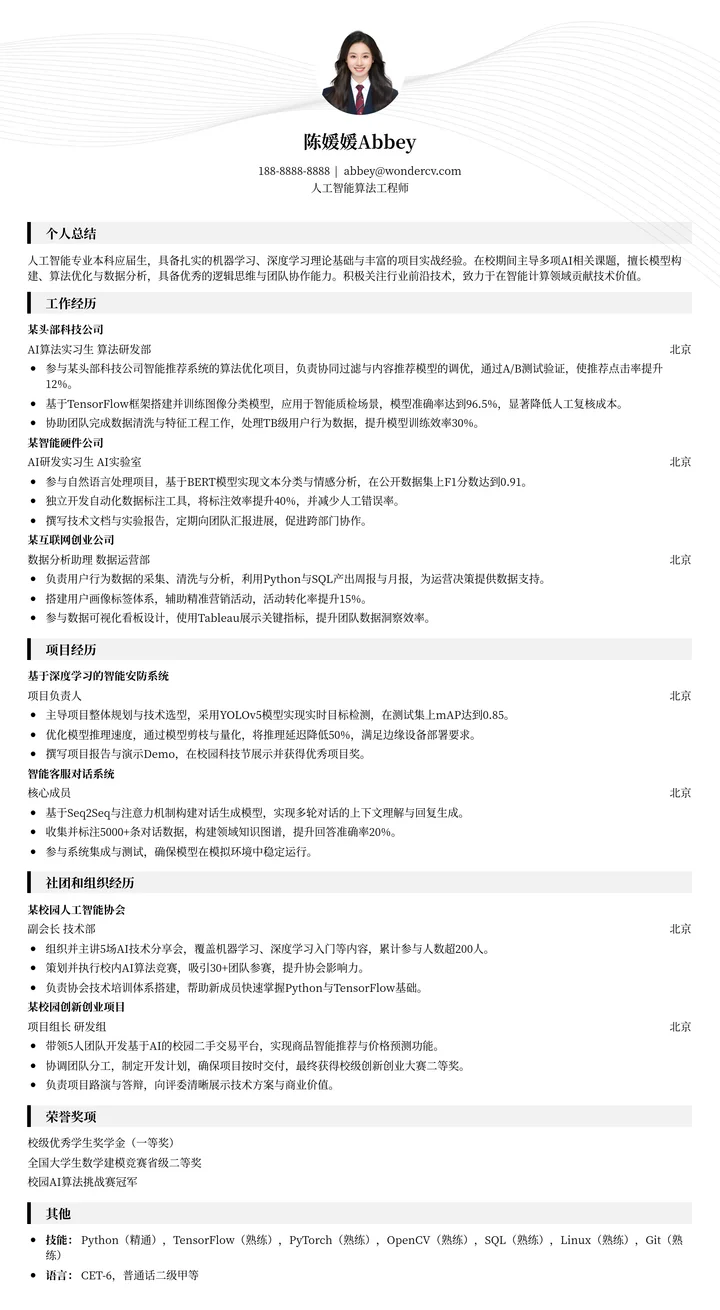 陈媛媛Abbey
188-8888-8888 | abbey@wondercv.com
人工智能算法工程师
个人总结
人工智能专业本科应届生，具备扎实的机器学习、深度学习理论基础与丰富的项目实战经验。在校期间主导多项AI相关课题，擅长模型构
建、算法优化与数据分析，具备优秀的逻辑思维与团队协作能力。积极关注行业前沿技术，致力于在智能计算领域贡献技术价值。
工作经历
某头部科技公司
AI算法实习生 算法研发部 北京
• 参与某头部科技公司智能推荐系统的算法优化项目，负责协同过滤与内容推荐模型的调优，通过A/B测试验证，使推荐点击率提升
12%。
• 基于TensorFlow框架搭建并训练图像分类模型，应用于智能质检场景，模型准确率达到96.5%，显著降低人工复核成本。
• 协助团队完成数据清洗与特征工程工作，处理TB级用户行为数据，提升模型训练效率30%。
某智能硬件公司
AI研发实习生 AI实验室 北京
• 参与自然语言处理项目，基于BERT模型实现文本分类与情感分析，在公开数据集上F1分数达到0.91。
• 独立开发自动化数据标注工具，将标注效率提升40%，并减少人工错误率。
• 撰写技术文档与实验报告，定期向团队汇报进展，促进跨部门协作。
某互联网创业公司
数据分析助理 数据运营部 北京
• 负责用户行为数据的采集、清洗与分析，利用Python与SQL产出周报与月报，为运营决策提供数据支持。
• 搭建用户画像标签体系，辅助精准营销活动，活动转化率提升15%。
• 参与数据可视化看板设计，使用Tableau展示关键指标，提升团队数据洞察效率。
项目经历
基于深度学习的智能安防系统
项目负责人 北京
• 主导项目整体规划与技术选型，采用YOLOv5模型实现实时目标检测，在测试集上mAP达到0.85。
• 优化模型推理速度，通过模型剪枝与量化，将推理延迟降低50%，满足边缘设备部署要求。
• 撰写项目报告与演示Demo，在校园科技节展示并获得优秀项目奖。
智能客服对话系统
核心成员 北京
• 基于Seq2Seq与注意力机制构建对话生成模型，实现多轮对话的上下文理解与回复生成。
• 收集并标注5000+条对话数据，构建领域知识图谱，提升回答准确率20%。
• 参与系统集成与测试，确保模型在模拟环境中稳定运行。
社团和组织经历
某校园人工智能协会
副会长 技术部 北京
• 组织并主讲5场AI技术分享会，覆盖机器学习、深度学习入门等内容，累计参与人数超200人。
• 策划并执行校内AI算法竞赛，吸引30+团队参赛，提升协会影响力。
• 负责协会技术培训体系搭建，帮助新成员快速掌握Python与TensorFlow基础。
某校园创新创业项目
项目组长 研发组 北京
• 带领5人团队开发基于AI的校园二手交易平台，实现商品智能推荐与价格预测功能。
• 协调团队分工，制定开发计划，确保项目按时交付，最终获得校级创新创业大赛二等奖。
• 负责项目路演与答辩，向评委清晰展示技术方案与商业价值。
荣誉奖项
校级优秀学生奖学金（一等奖）
全国大学生数学建模竞赛省级二等奖
校园AI算法挑战赛冠军
其他
• 技能： Python（精通），TensorFlow（熟练），PyTorch（熟练），OpenCV（熟练），SQL（熟练），Linux（熟练），Git（熟
练）
• 语言： CET-6，普通话二级甲等